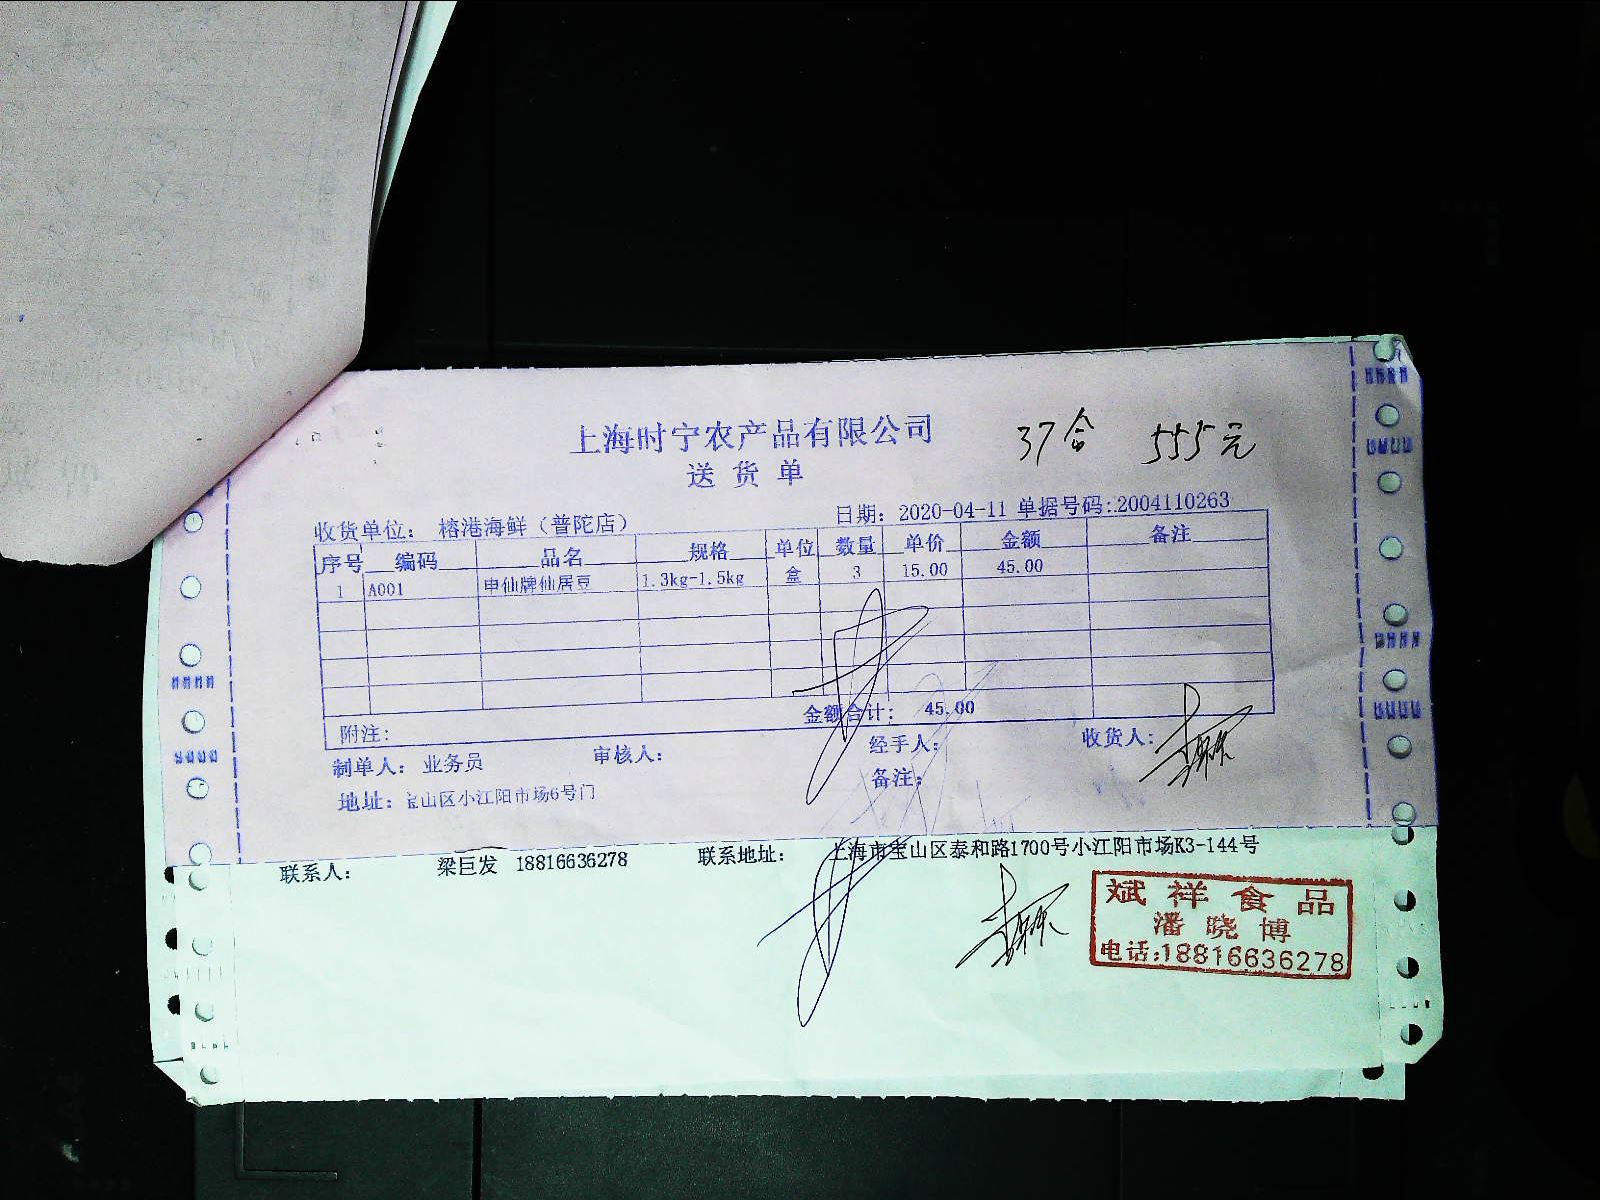 上海时宁农产品有限公司
37合 555元
送货单
日期: 2020-04-11 单据号码:2004110263
收货单位: 榕港海鲜(普陀店)
序号 编码 品名 规格 单位 数量 单价 金额 备注
1 A001 申仙牌仙居豆 1.3kg-1.5kg 盒 3 15.00 45.00
金额合计: 45.00
附注:
制单人: 业务员 审核人: 经手人: 收货人:
备注:
地址: 宝山区小江阳市场6号门
联系人: 梁巨发 18816636278 联系地址: 上海市宝山区泰和路1700号小江阳市场K3-144号
斌祥食品
潘晓博
电话:18816636278